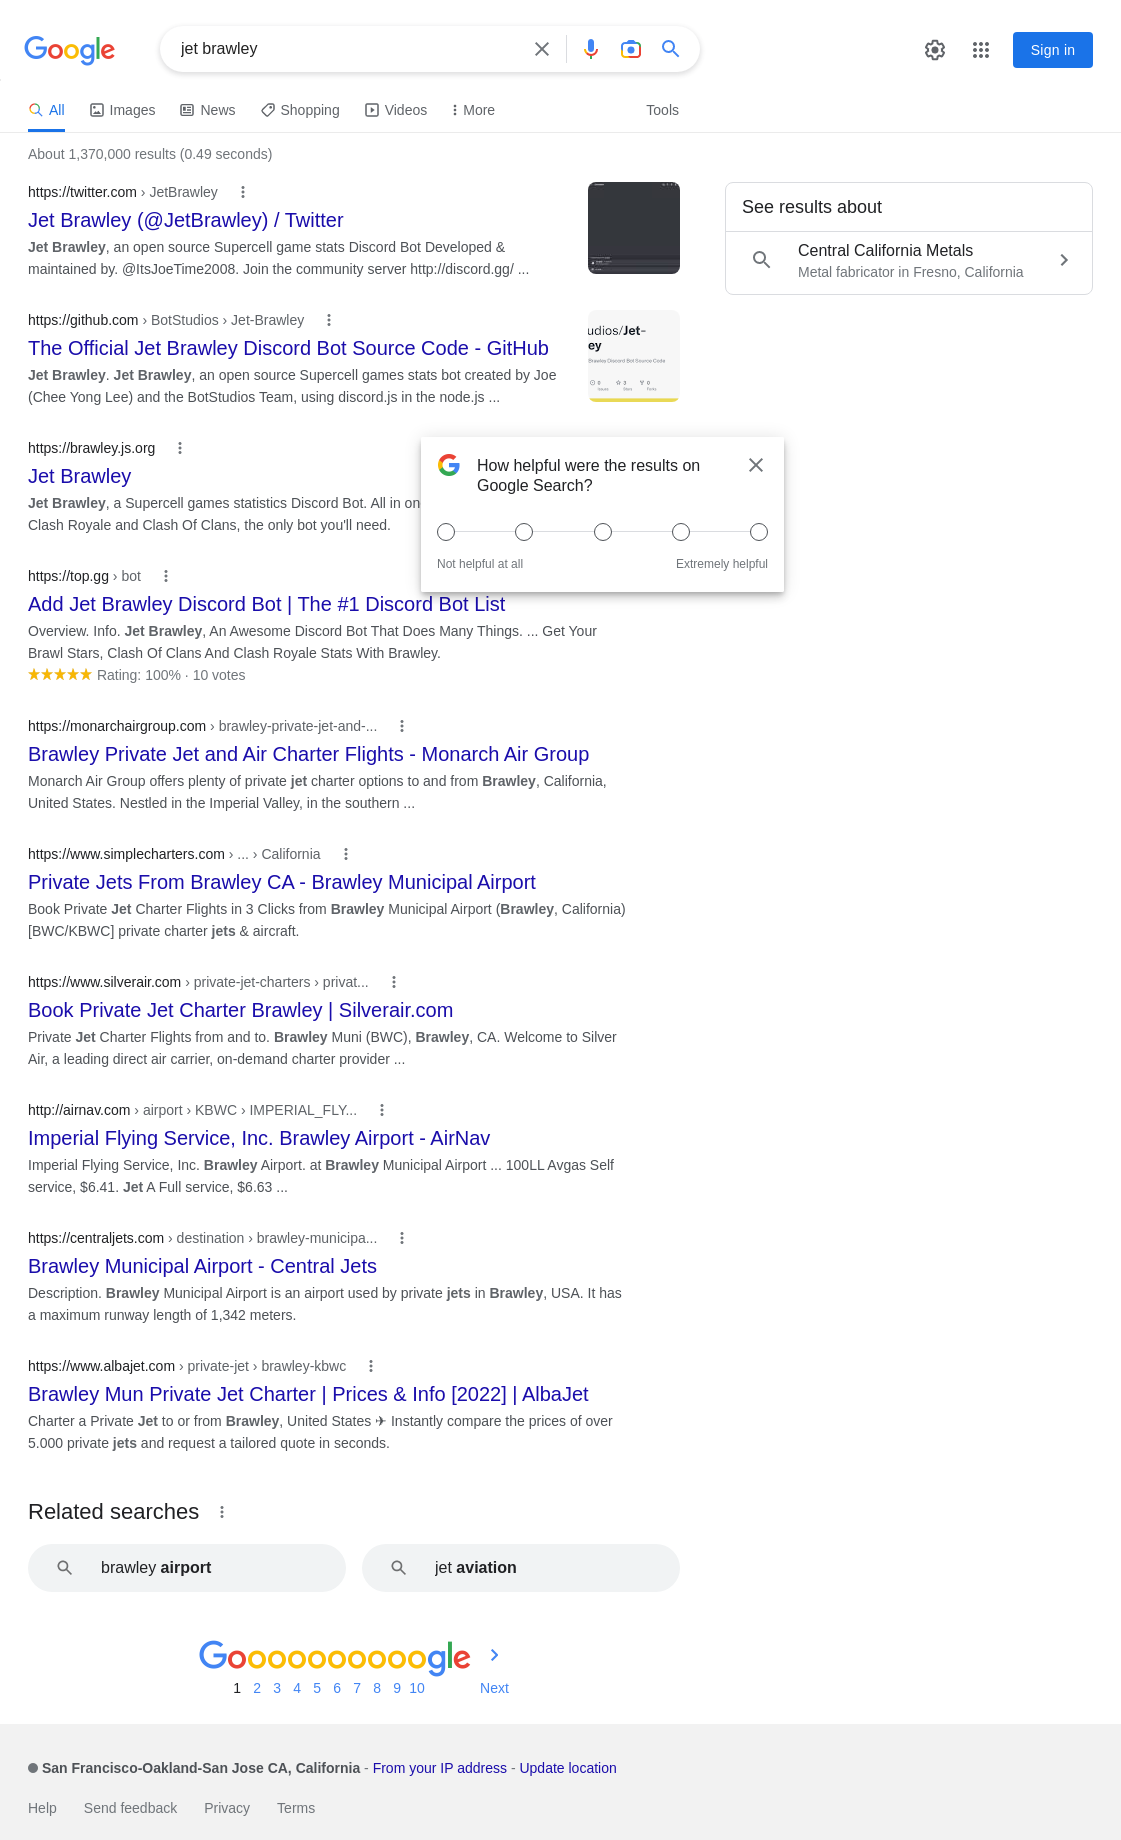 Google
jet brawley
Sign in
All
Images
News
Shopping
Videos
More
Tools
About 1,370,000 results (0.49 seconds)
https://twitter.com › JetBrawley
Jet Brawley (@JetBrawley) / Twitter
Jet Brawley, an open source Supercell game stats Discord Bot Developed &
maintained by. @ItsJoeTime2008. Join the community server http://discord.gg/ ...
See results about
Central California Metals
Metal fabricator in Fresno, California
https://github.com › BotStudios › Jet-Brawley
The Official Jet Brawley Discord Bot Source Code - GitHub
Jet Brawley. Jet Brawley, an open source Supercell games stats bot created by Joe
(Chee Yong Lee) and the BotStudios Team, using discord.js in the node.js ...
udios/Jet-
ey
Brawley Discord Bot Source Code
https://brawley.js.org
Jet Brawley
Jet Brawley, a Supercell games statistics Discord Bot. All in on
Clash Royale and Clash Of Clans, the only bot you'll need.
How helpful were the results on
Google Search?
Not helpful at all
Extremely helpful
https://top.gg › bot
Add Jet Brawley Discord Bot | The #1 Discord Bot List
Overview. Info. Jet Brawley, An Awesome Discord Bot That Does Many Things. ... Get Your
Brawl Stars, Clash Of Clans And Clash Royale Stats With Brawley.
Rating: 100% · 10 votes
https://monarchairgroup.com › brawley-private-jet-and-...
Brawley Private Jet and Air Charter Flights - Monarch Air Group
Monarch Air Group offers plenty of private jet charter options to and from Brawley, California,
United States. Nestled in the Imperial Valley, in the southern ...
https://www.simplecharters.com › ... › California
Private Jets From Brawley CA - Brawley Municipal Airport
Book Private Jet Charter Flights in 3 Clicks from Brawley Municipal Airport (Brawley, California)
[BWC/KBWC] private charter jets & aircraft.
https://www.silverair.com › private-jet-charters › privat...
Book Private Jet Charter Brawley | Silverair.com
Private Jet Charter Flights from and to. Brawley Muni (BWC), Brawley, CA. Welcome to Silver
Air, a leading direct air carrier, on-demand charter provider ...
http://airnav.com › airport › KBWC › IMPERIAL_FLY...
Imperial Flying Service, Inc. Brawley Airport - AirNav
Imperial Flying Service, Inc. Brawley Airport. at Brawley Municipal Airport ... 100LL Avgas Self
service, $6.41. Jet A Full service, $6.63 ...
https://centraljets.com › destination › brawley-municipa...
Brawley Municipal Airport - Central Jets
Description. Brawley Municipal Airport is an airport used by private jets in Brawley, USA. It has
a maximum runway length of 1,342 meters.
https://www.albajet.com › private-jet › brawley-kbwc
Brawley Mun Private Jet Charter | Prices & Info [2022] | AlbaJet
Charter a Private Jet to or from Brawley, United States ✈ Instantly compare the prices of over
5.000 private jets and request a tailored quote in seconds.
Related searches
brawley airport
jet aviation
Goooooooooogle
1 2 3 4 5 6 7 8 9 10 Next
San Francisco-Oakland-San Jose CA, California - From your IP address - Update location
Help
Send feedback
Privacy
Terms